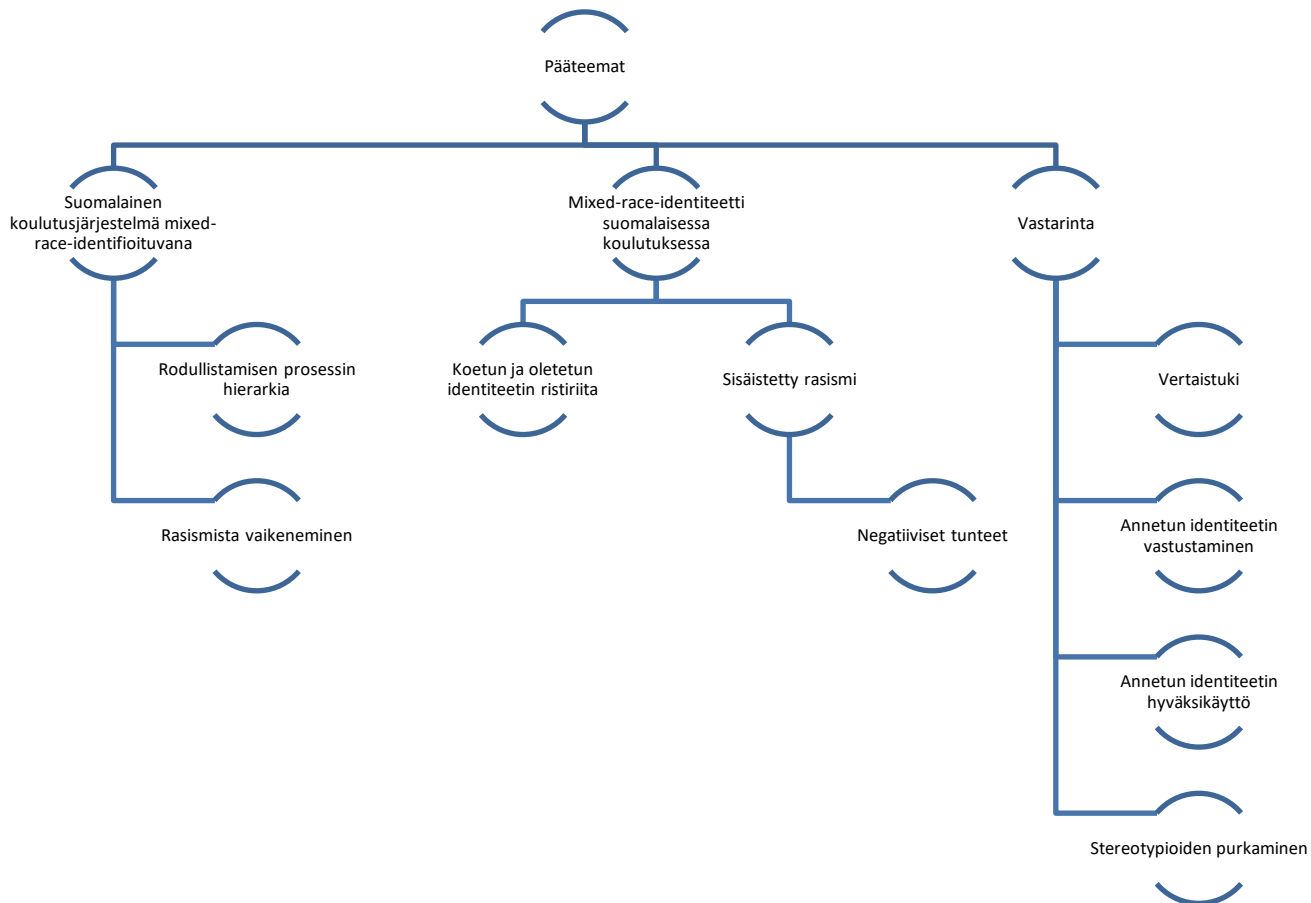 Pääteemat
Suomalainen
koulutusjärjestelmä mixed-
race-identifioituvana
Mixed-race-identiteetti
suomalaisessa
koulutuksessa
Vastarinta
Rodullistamisen prosessin
hierarkia
Koetun ja oletetun
identiteetin ristiriita
Sisäistetty rasismi
Vertaistuki
Rasismista vaikeneminen
Negatiiviset tunteet
Annetun identiteetin
vastustaminen
Annetun identiteetin
hyväksikäyttö
Stereotypioiden purkaminen